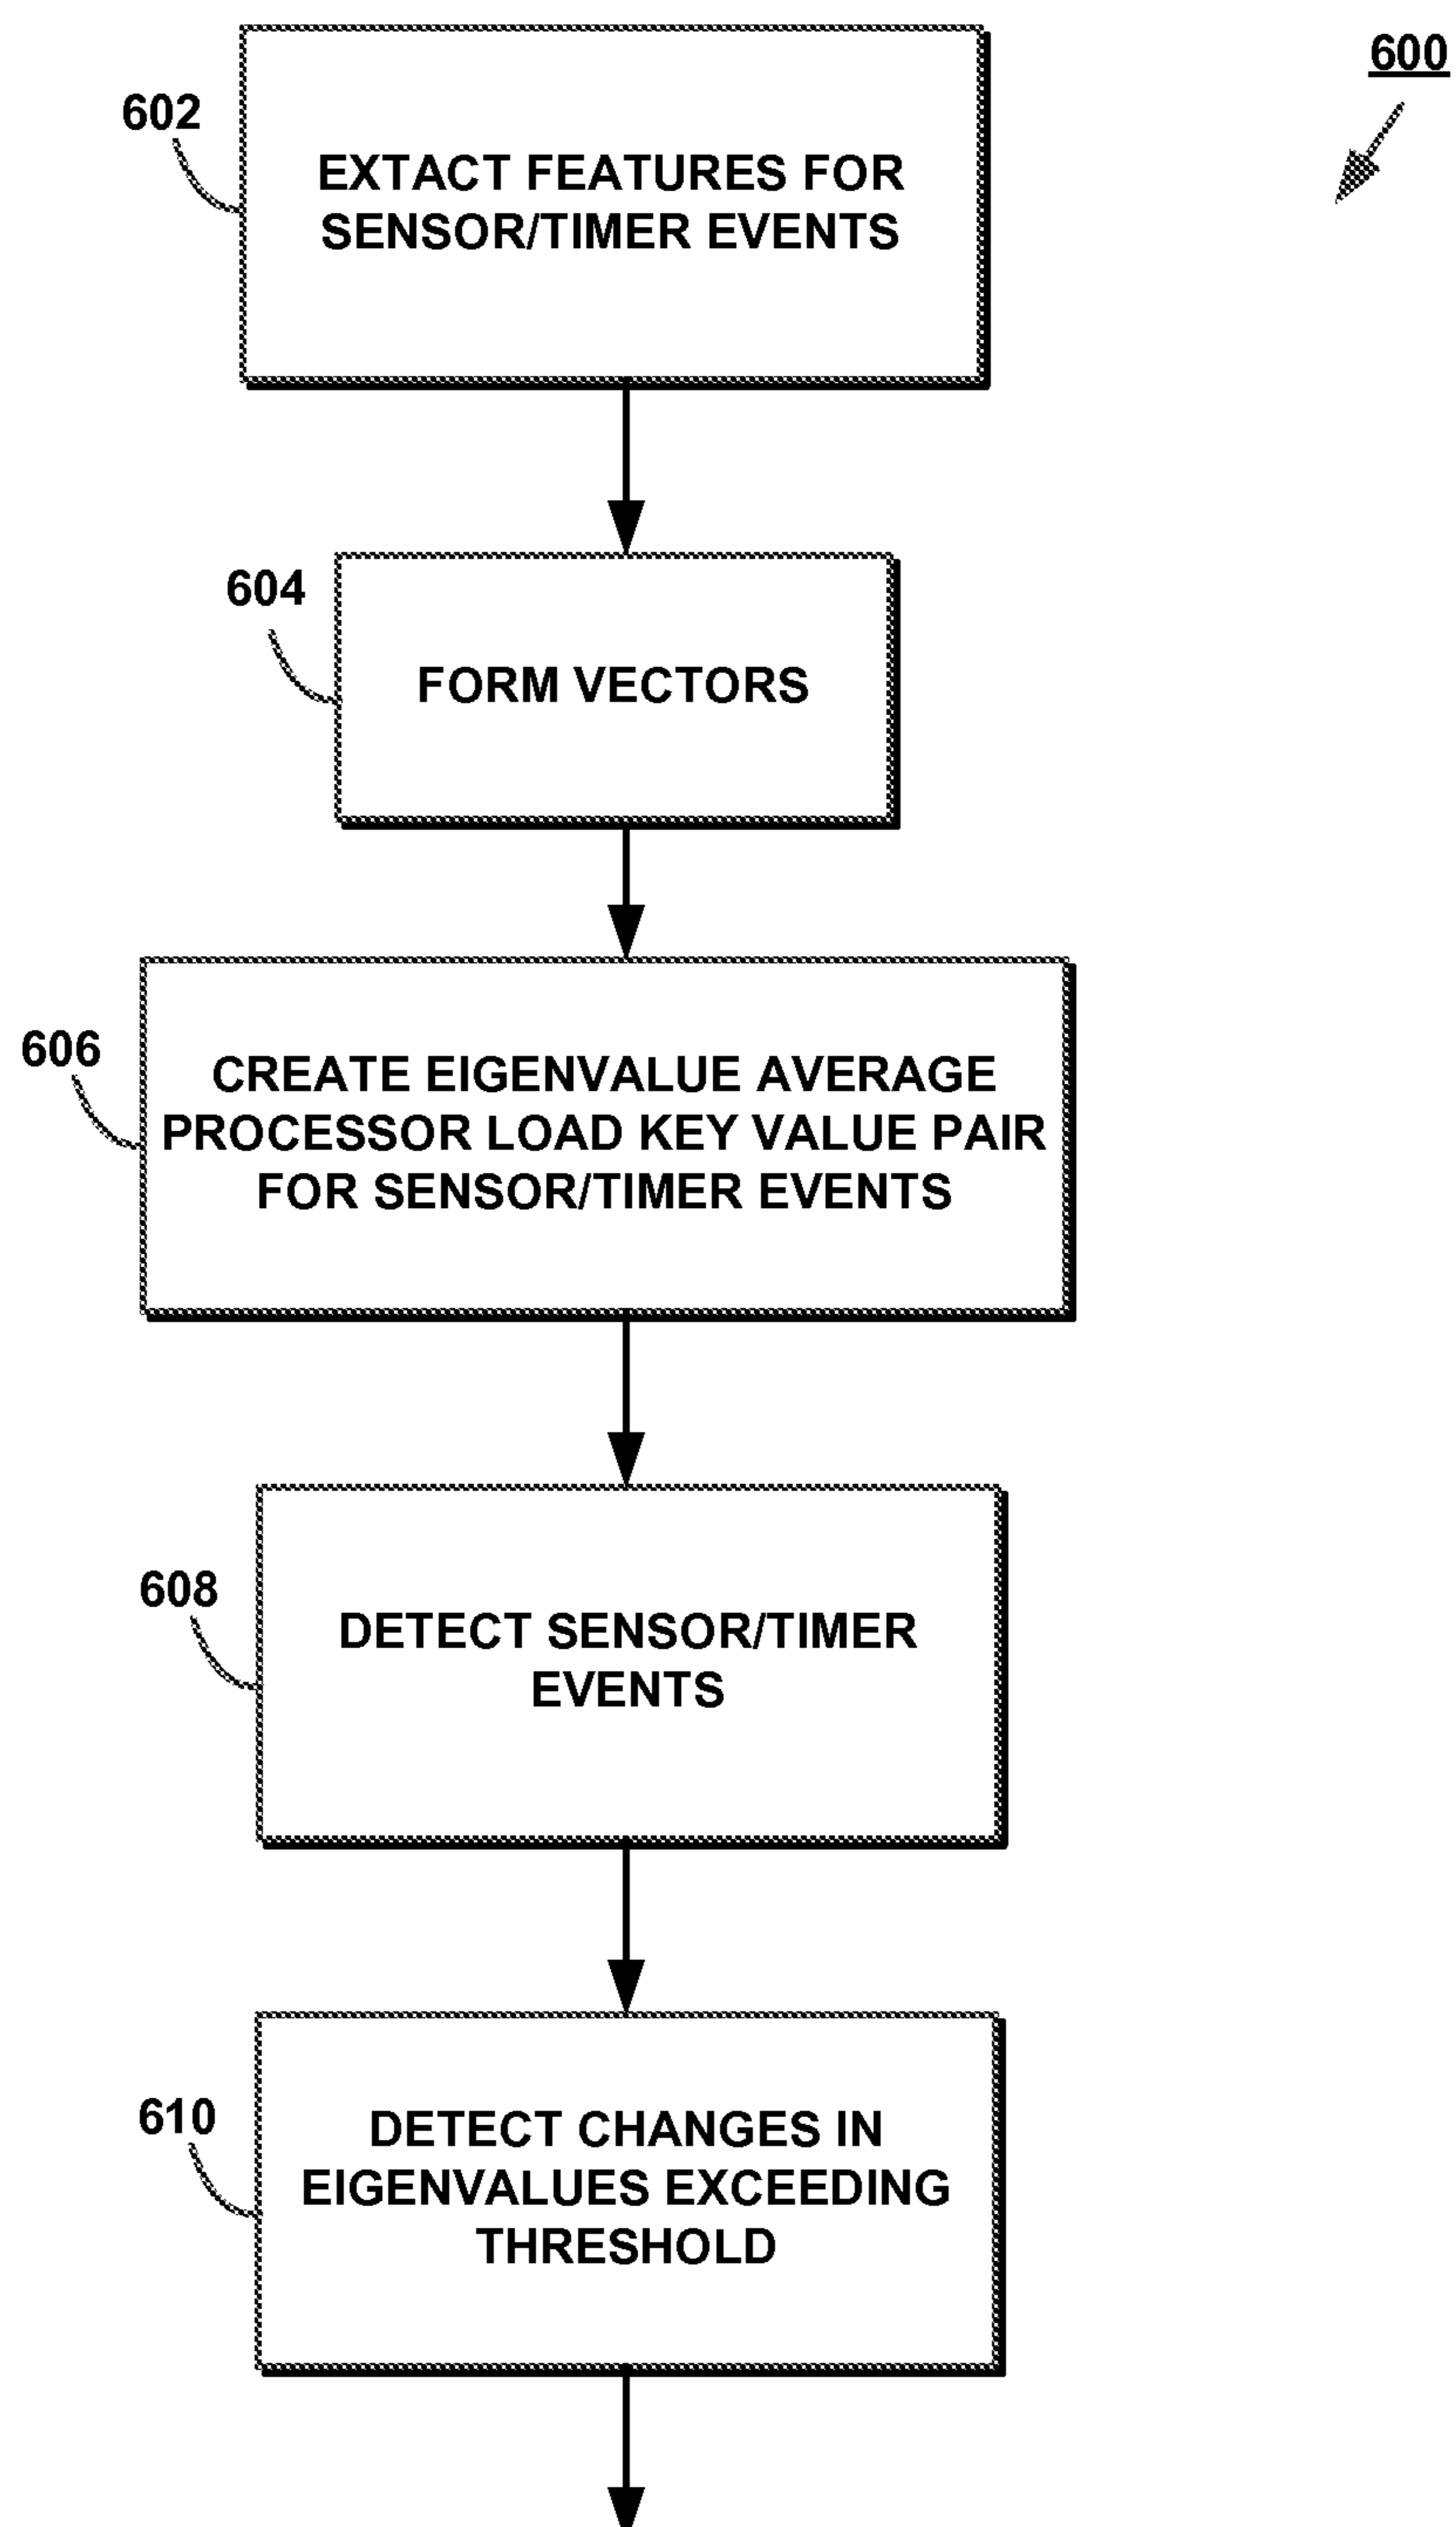 600
602
EXTACT FEATURES FOR
SENSOR/TIMER EVENTS
604
FORM VECTORS
606
CREATE EIGENVALUE AVERAGE
PROCESSOR LOAD KEY VALUE PAIR
FOR SENSOR/TIMER EVENTS
608
DETECT SENSOR/TIMER
EVENTS
610
DETECT CHANGES IN
EIGENVALUES EXCEEDING
THRESHOLD